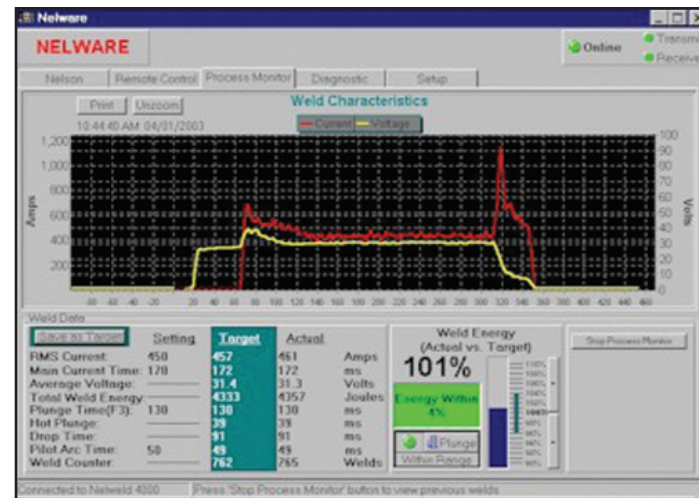 Nelware
NELWARE
Online
Transm
Receive
Nelson Remote Control Process Monitor Diagnostic Setup
Print Unzoom
Weld Characteristics
10:44:40 AM 04/01/2003
Current Voltage
Amps
1,200
1,000
800
600
400
200
100
90
80
70
60
50
40
30
20
10
0
Volts
-80 -60 -40 -20 0 20 40 60 80 100 120 140 160 180 200 220 240 260 280 300 320 340 360 380 400 420 440 460
Weld Data
Save as Target Setting Target Actual
RMS Current: 450 457 461 Amps
Main Current Time: 170 172 172 ms
Average Voltage: 31.4 31.3 Volts
Total Weld Energy: 4333 4357 Joules
Plunge Time(F3): 130 130 130 ms
Hot Plunge: 39 39 ms
Drop Time: 91 91 ms
Pilot Arc Time: 50 49 49 ms
Weld Counter: 762 765 Welds
Weld Energy
(Actual vs. Target)
101%
Energy Within
4%
Plunge
Within Range
Stop Process Monitor
Connected to Nelweld 4000 Press 'Stop Process Monitor' button to view previous welds